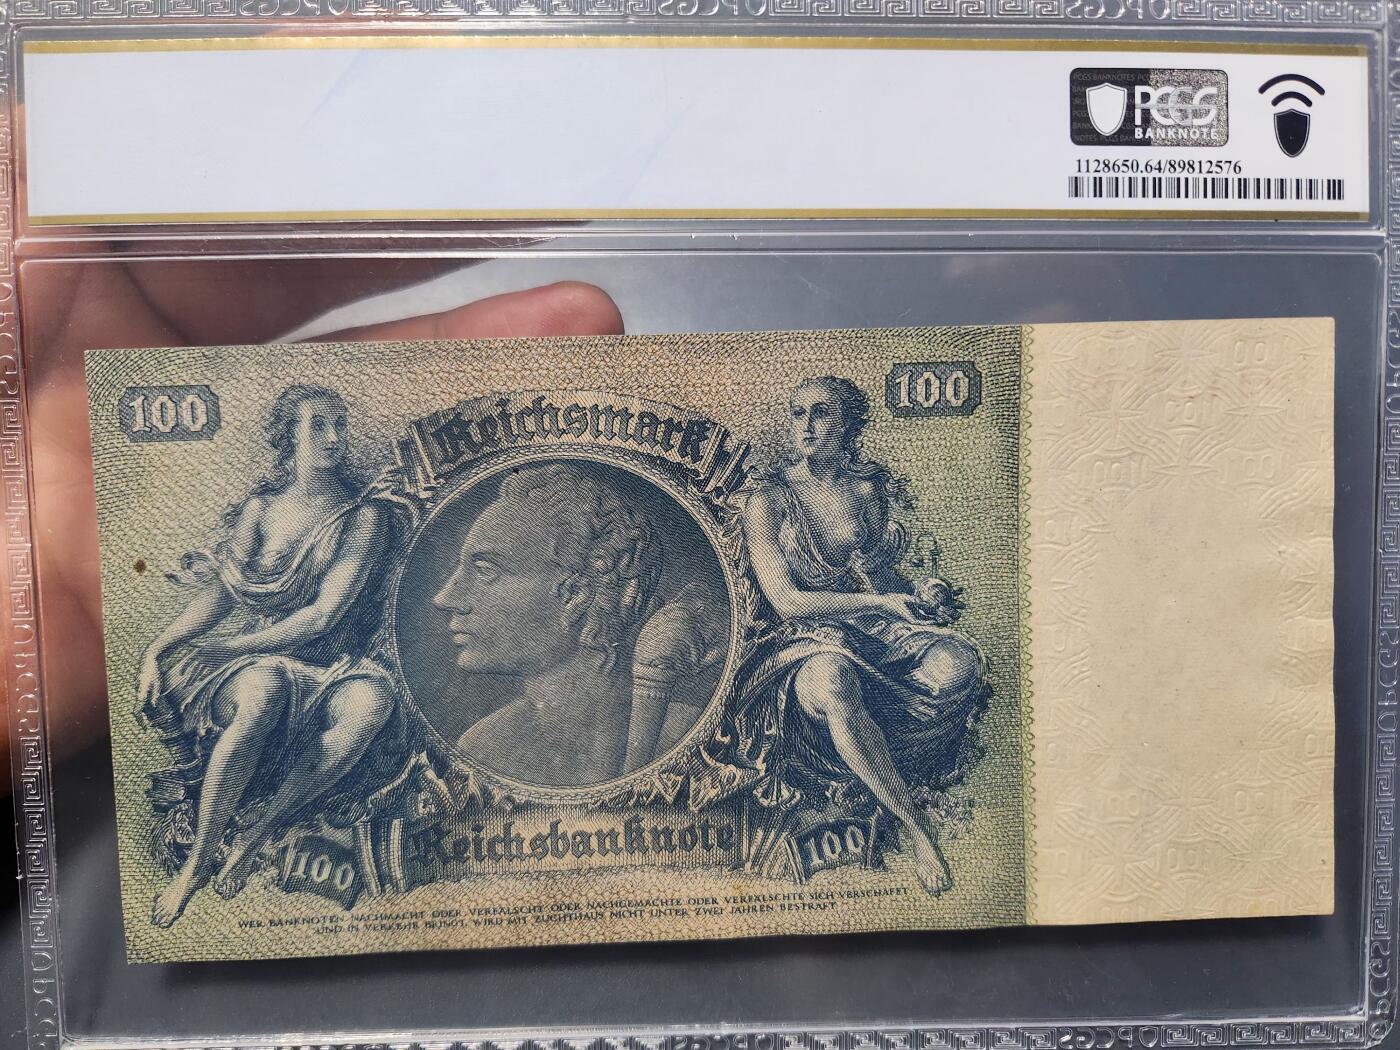 PCGS
BANKNOTE
1128650.64/89812576
100
100
Reichsmark
Reichsbanknote
100
100
WER BANKNOTEN NACHMACHT ODER VERFÄLSCHT ODER NACHGEMACHTE ODER VERFÄLSCHTE SICH VERSCHAFFT
UND IN VERKEHR BRINGT, WIRD MIT ZUCHTHAUS NICHT UNTER ZWEI JAHREN BESTRAFT